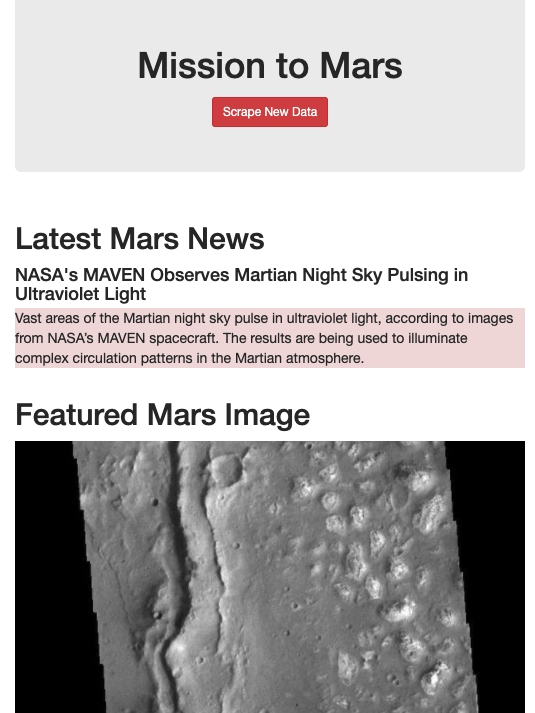 Mission to Mars
Scrape New Data
Latest Mars News
NASA's MAVEN Observes Martian Night Sky Pulsing in
Ultraviolet Light
Vast areas of the Martian night sky pulse in ultraviolet light, according to images
from NASA’s MAVEN spacecraft. The results are being used to illuminate
complex circulation patterns in the Martian atmosphere.
Featured Mars Image